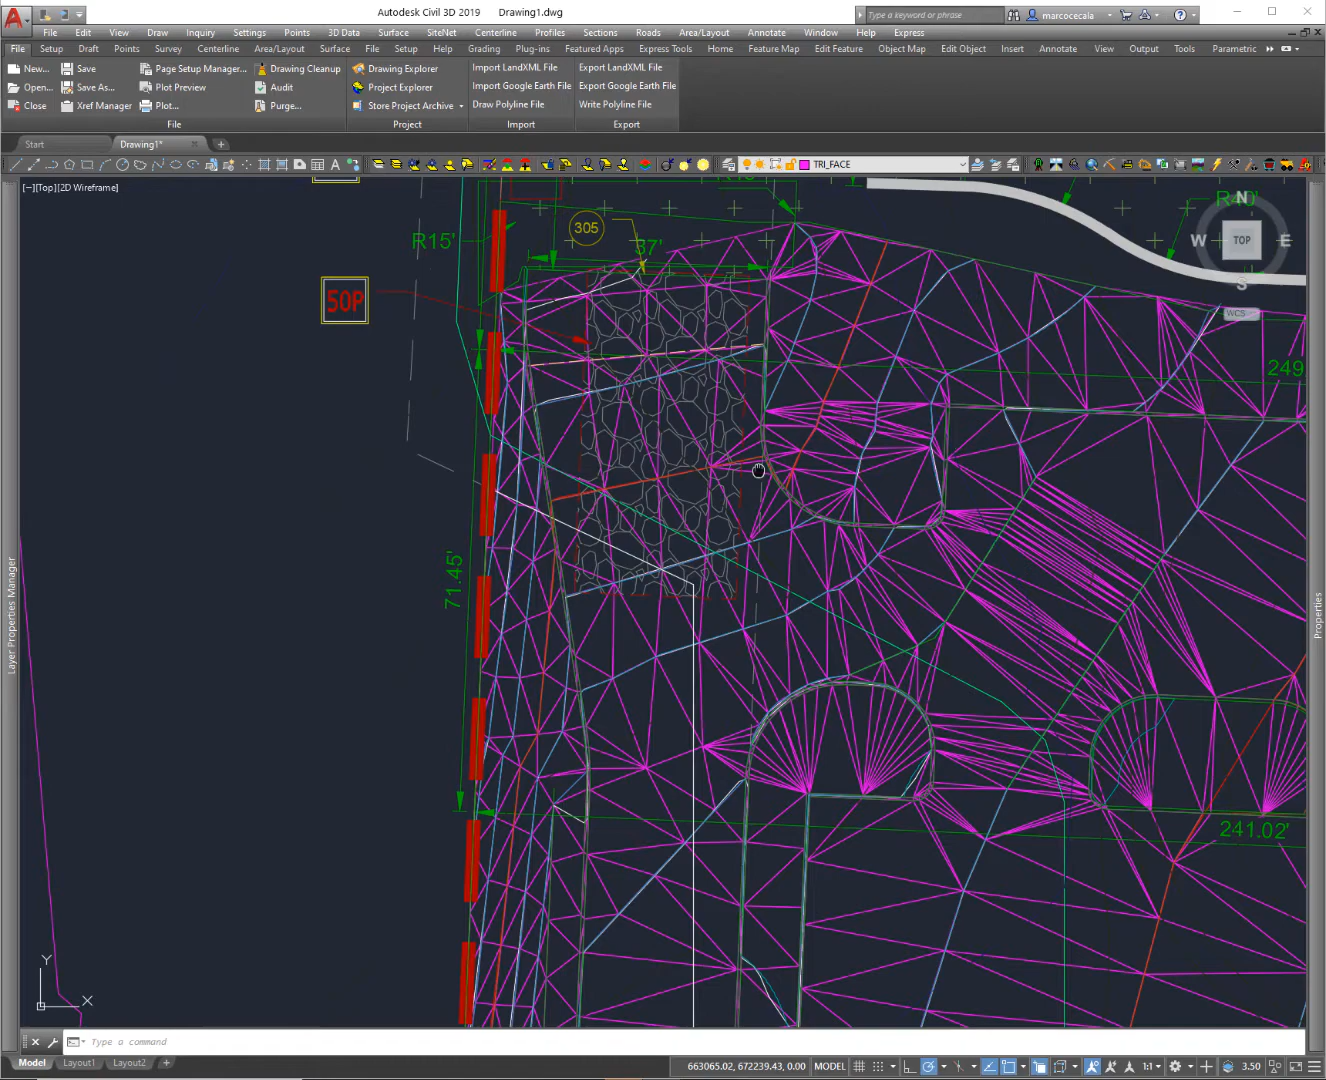 Autodesk Civil 3D 2019 Drawing1.dwg
Type a keyword or phrase
marcocecala
File Edit View Draw Inquiry Settings Points 3D Data Surface SiteNet Centerline Profiles Sections Roads Area/Layout Annotate Window Help Express
File Setup Draft Points Survey Centerline Area/Layout Surface File Setup Help Grading Plug-ins Featured Apps Express Tools Home Feature Map Edit Feature Object Map Edit Object Insert Annotate View Output Tools Parametric
New... Save Page Setup Manager... Drawing Cleanup Drawing Explorer Import LandXML File Export LandXML File
Open... Save As... Plot Preview Audit Project Explorer Import Google Earth File Export Google Earth File
Close Xref Manager Plot... Purge... Store Project Archive Draw Polyline File Write Polyline File
File Project Import Export
Start Drawing1*
TRI_FACE
[−][Top][2D Wireframe]
R40'
N
305
R15'
37'
W TOP E
S
50P
WCS
249
71.45'
Layer Properties Manager
Properties
241.02'
Y
X
Type a command
Model Layout1 Layout2
663065.02, 672239.43, 0.00 MODEL 1:1 3.50